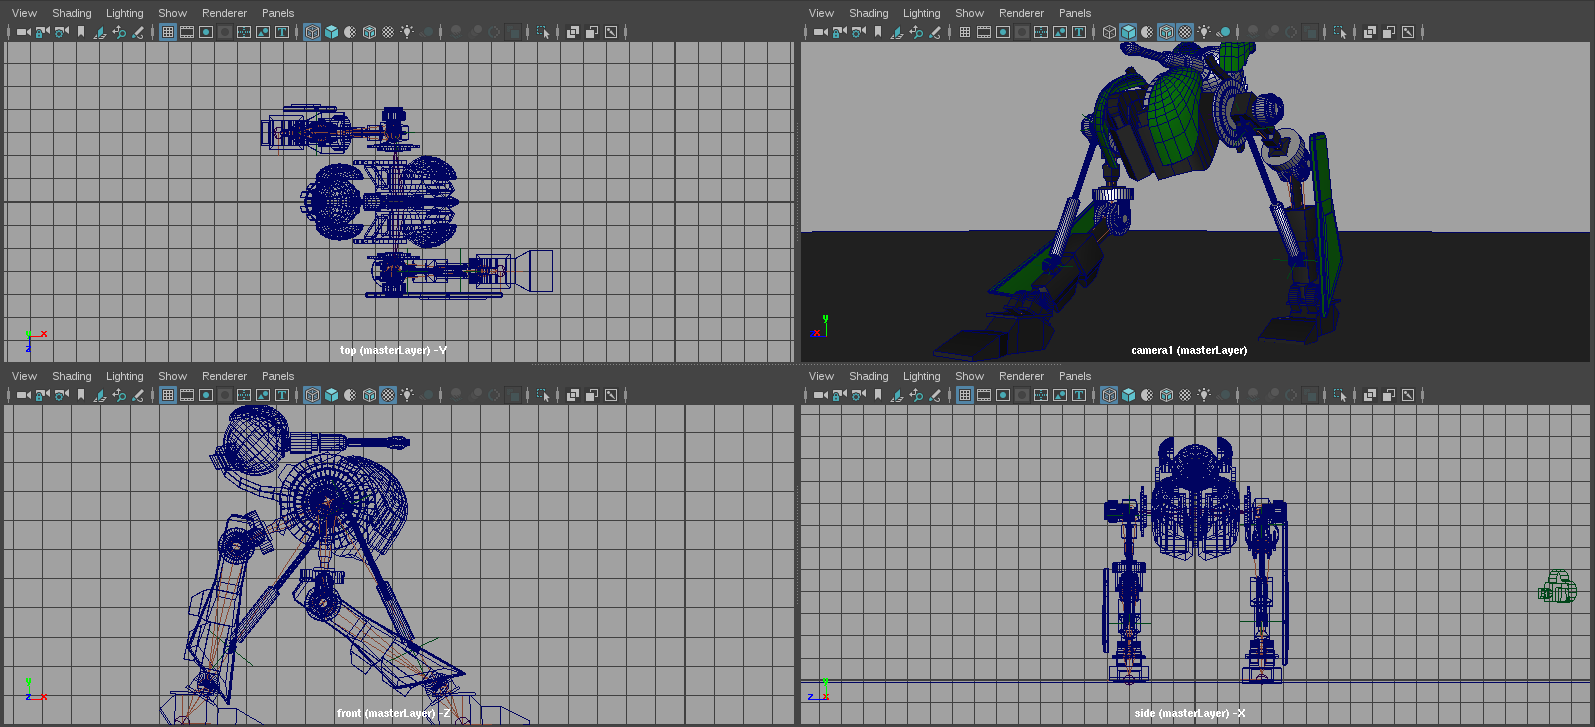 View Shading Lighting Show Renderer Panels
T
Y x
z
top (masterLayer) -Y
View Shading Lighting Show Renderer Panels
T
y
x
camera1 (masterLayer)
View Shading Lighting Show Renderer Panels
T
y
z x
front (masterLayer) -Z
View Shading Lighting Show Renderer Panels
T
y
z x
side (masterLayer) -X